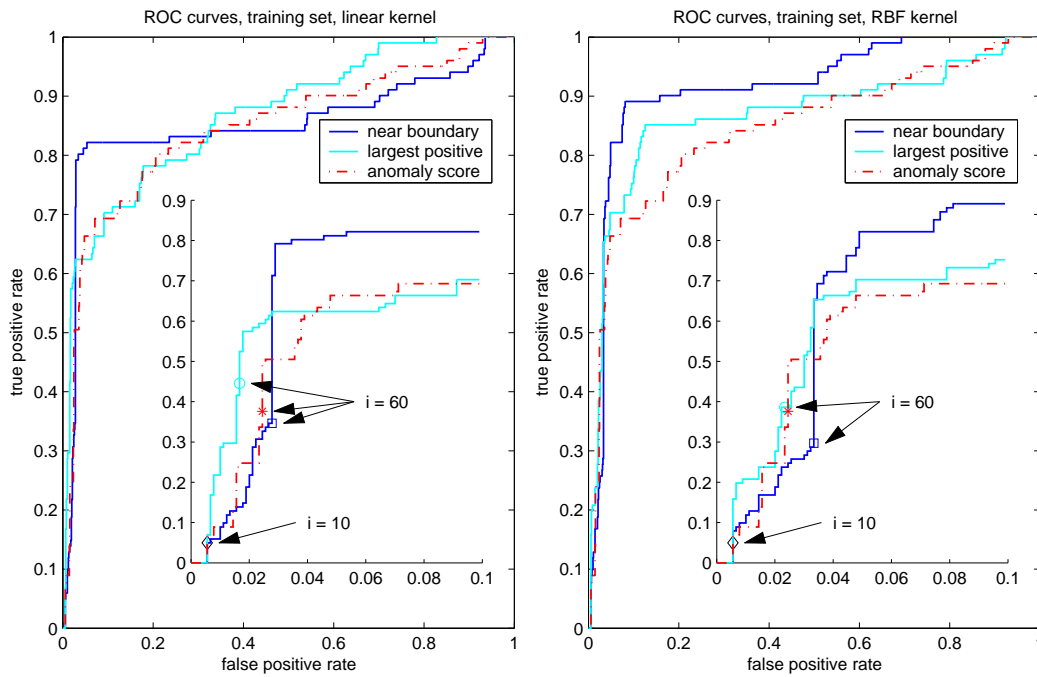 ROC curves, training set, linear kernel
1
0.9
0.8
0.7
0.6
0.5
0.4
0.3
0.2
0.1
0
true positive rate
near boundary
largest positive
anomaly score
0.9
0.8
0.7
0.6
0.5
0.4
0.3
0.2
0.1
0
i = 60
i = 10
0 0.02 0.04 0.06 0.08 0.1
0 0.2 0.4 0.6 0.8 1
false positive rate
ROC curves, training set, RBF kernel
1
0.9
0.8
0.7
0.6
0.5
0.4
0.3
0.2
0.1
0
true positive rate
near boundary
largest positive
anomaly score
0.9
0.8
0.7
0.6
0.5
0.4
0.3
0.2
0.1
0
i = 60
i = 10
0 0.02 0.04 0.06 0.08 0.1
0 0.2 0.4 0.6 0.8 1
false positive rate